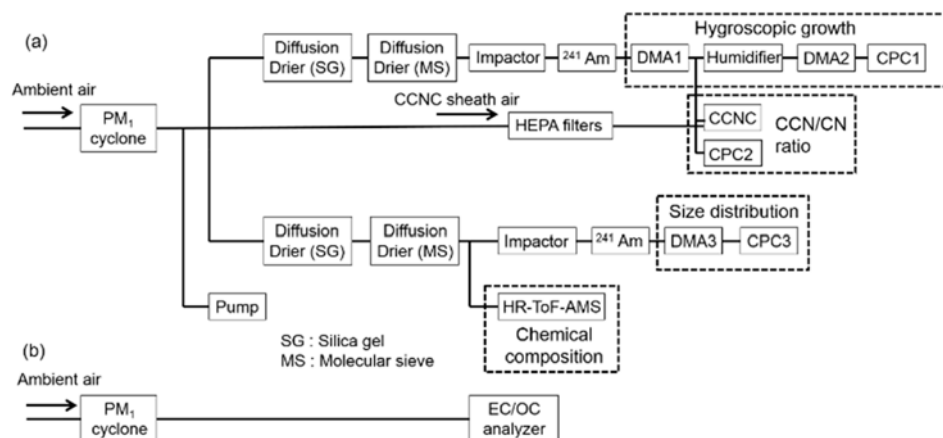 (a)
Hygroscopic growth
Diffusion
Drier (SG)
Diffusion
Drier (MS)
Impactor
²⁴¹ Am
DMA1
Humidifier
DMA2
CPC1
Ambient air
PM₁
cyclone
CCNC sheath air
HEPA filters
CCNC
CPC2
CCN/CN
ratio
Size distribution
Diffusion
Drier (SG)
Diffusion
Drier (MS)
Impactor
²⁴¹ Am
DMA3
CPC3
Pump
HR-ToF-AMS
Chemical
composition
SG : Silica gel
MS : Molecular sieve
(b)
Ambient air
PM₁
cyclone
EC/OC
analyzer